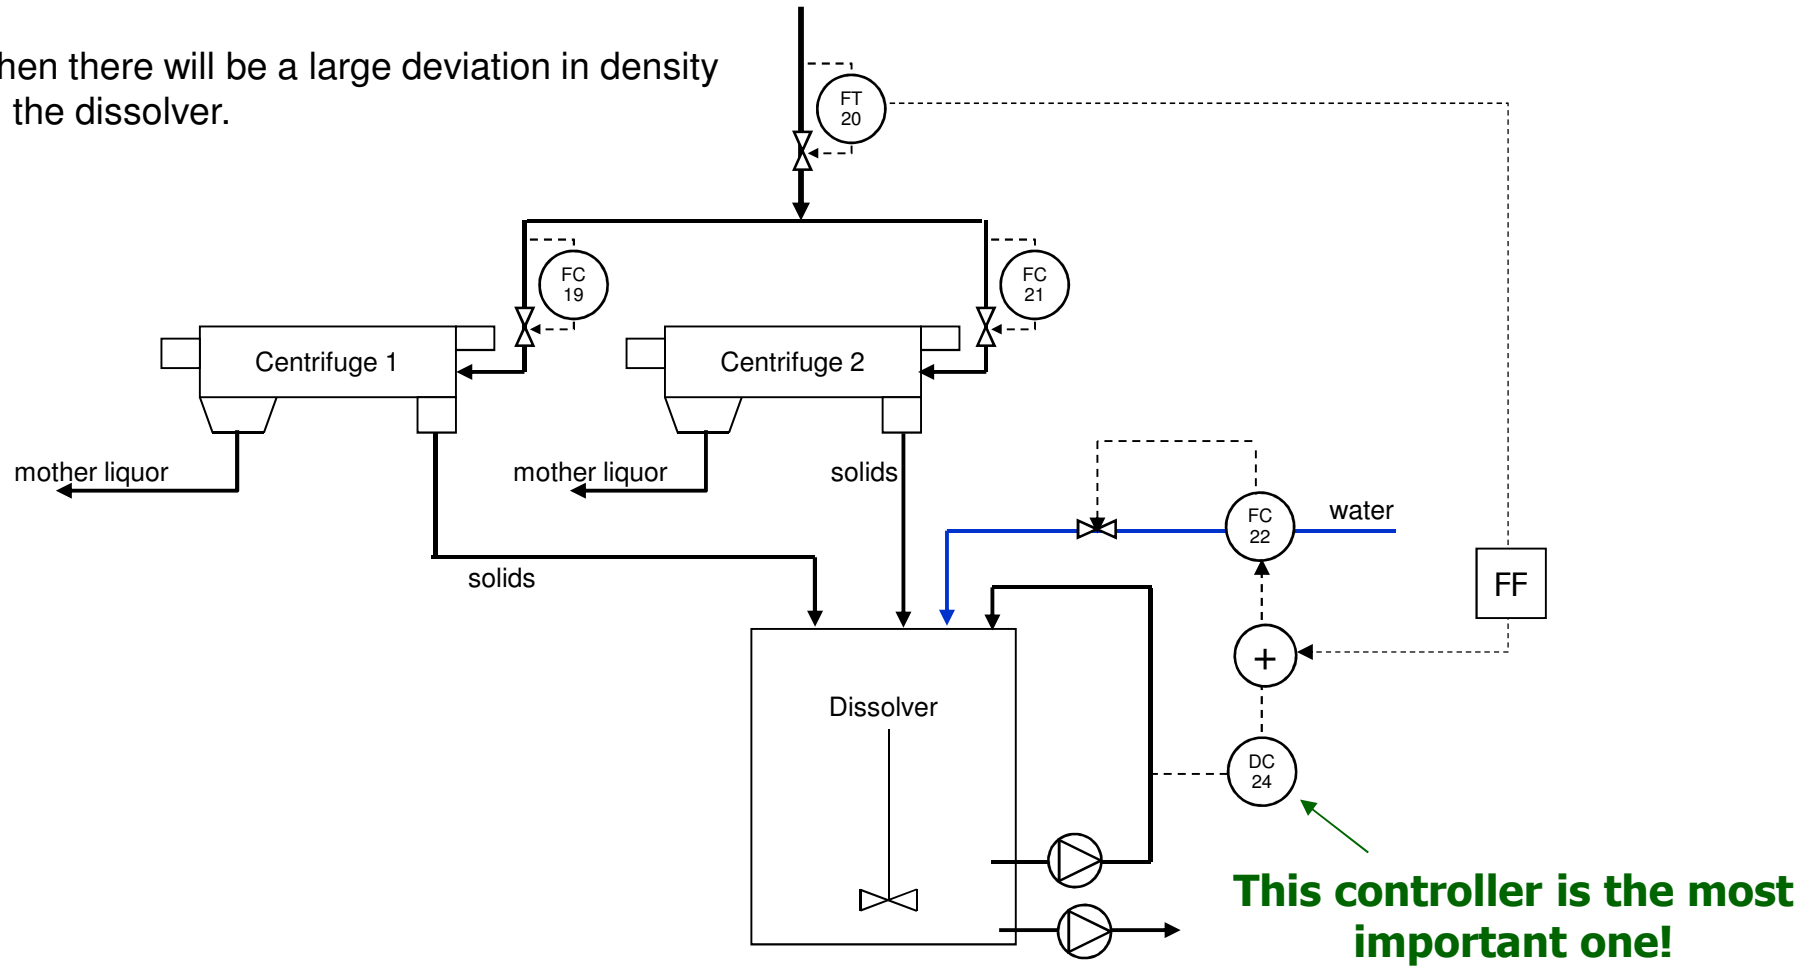 hen there will be a large deviation in density
the dissolver.
FT
20
FC
19
FC
21
Centrifuge 1
Centrifuge 2
mother liquor
mother liquor
solids
FC
22
water
solids
FF
+
Dissolver
DC
24
This controller is the most
important one!